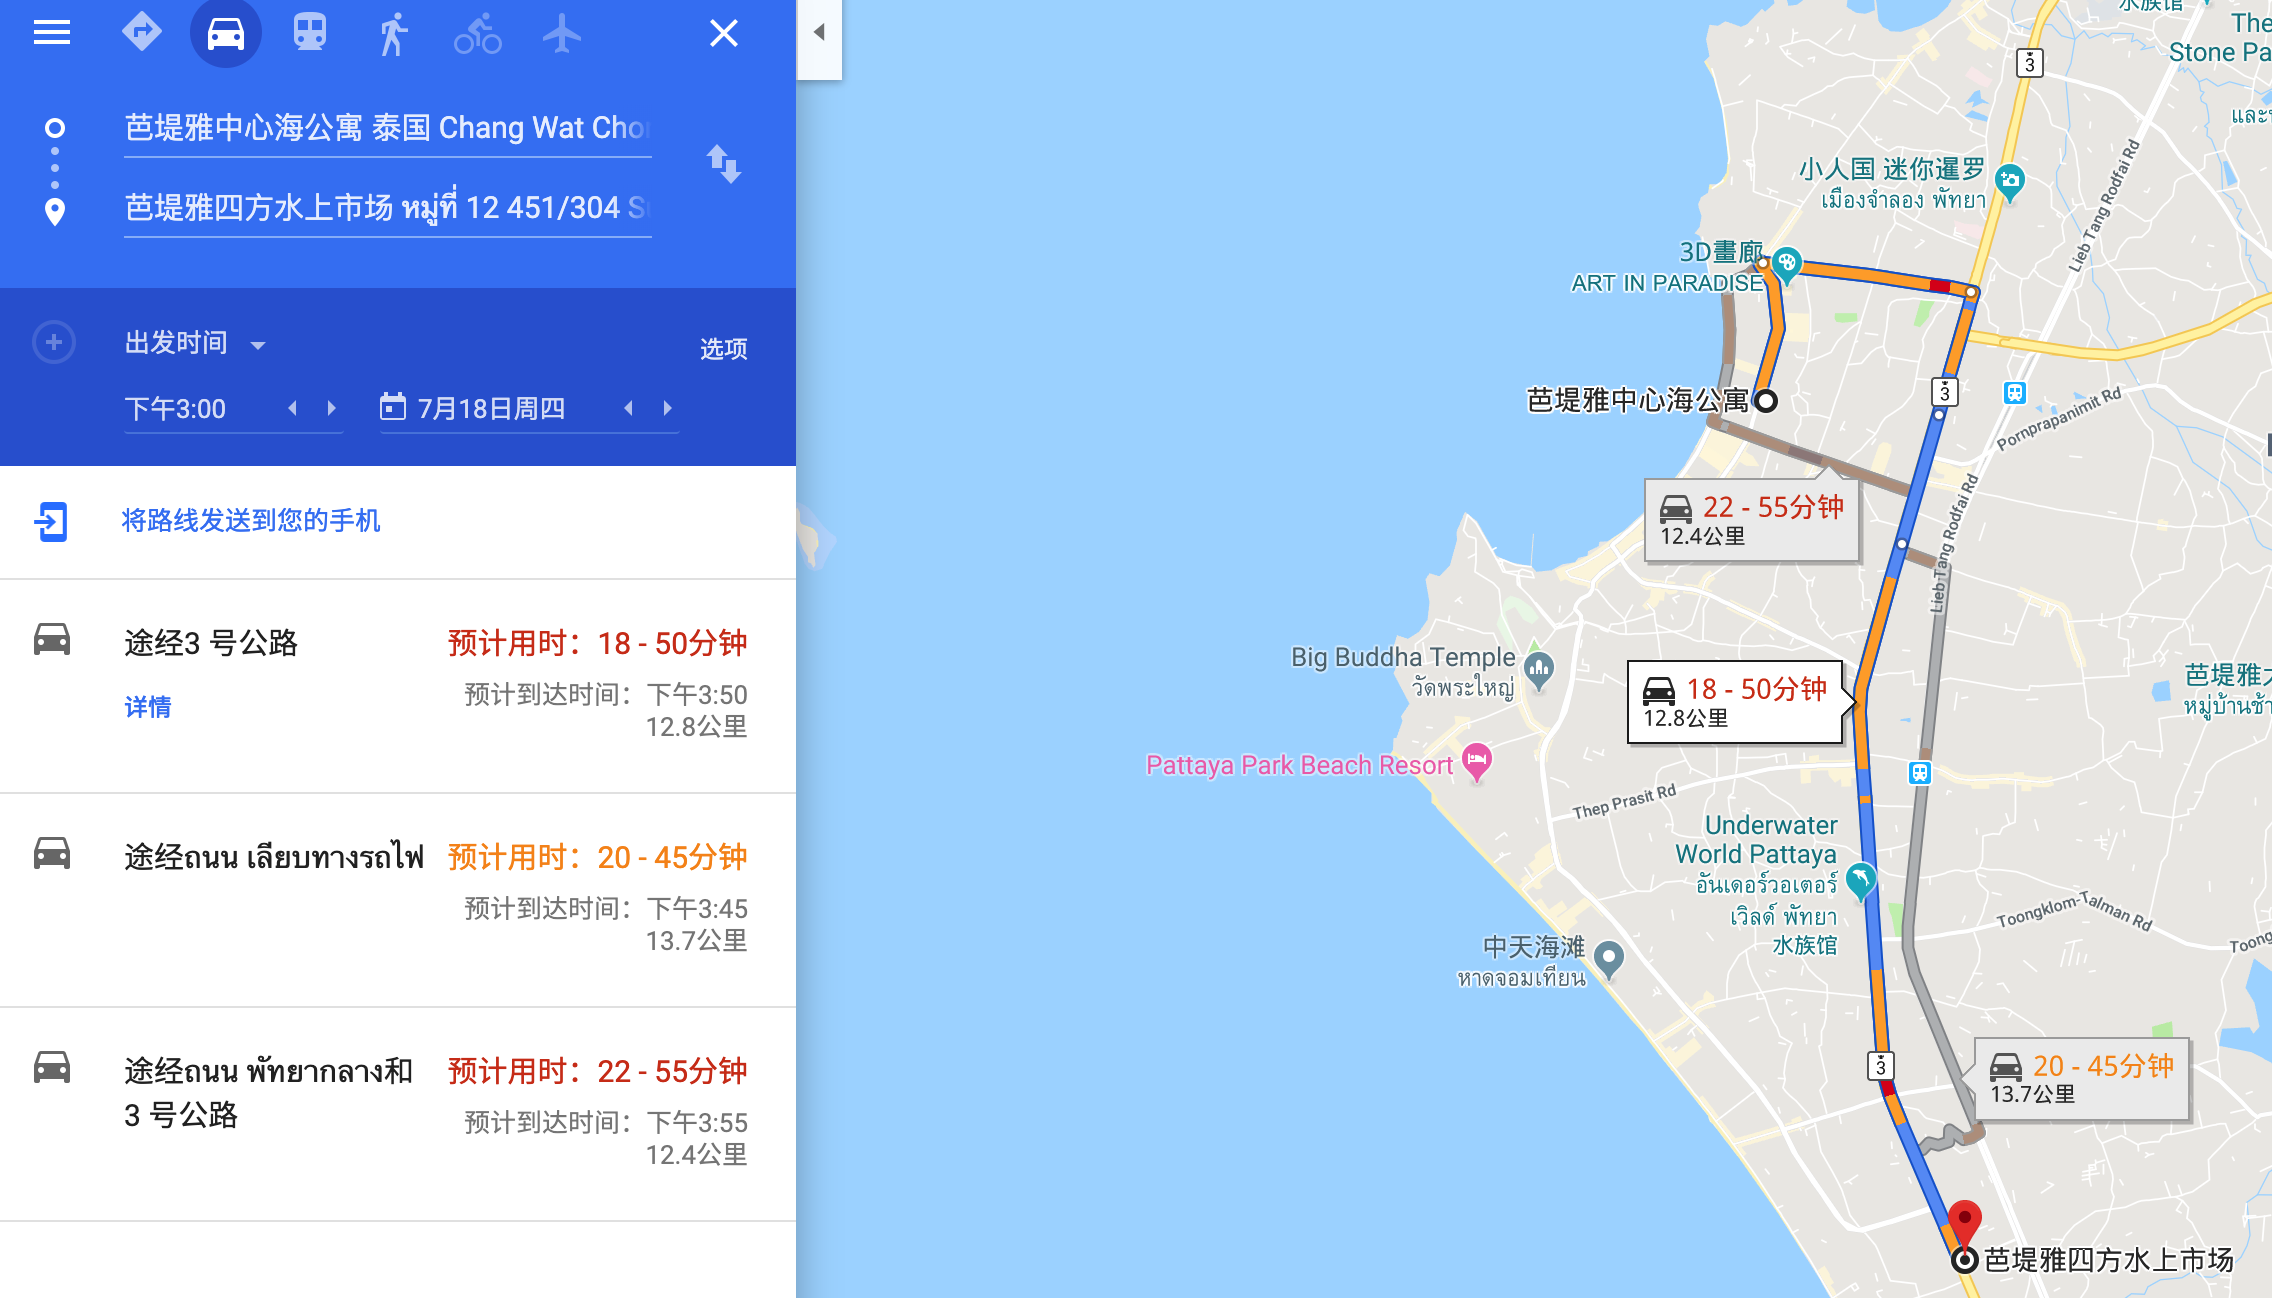 芭堤雅中心海公寓 泰国 Chang Wat Cho
芭堤雅四方水上市场 หมู่ที่ 12 451/304 S
出发时间
选项
下午3:00
7月18日周四
将路线发送到您的手机
途经3 号公路
预计用时：18 - 50分钟
详情
预计到达时间：下午3:50
12.8公里
途经ถนน เลียบทางรถไฟ
预计用时：20 - 45分钟
预计到达时间：下午3:45
13.7公里
途经ถนน พัทยากลาง和
3 号公路
预计用时：22 - 55分钟
预计到达时间：下午3:55
12.4公里
水族馆
The
Stone Pa
3
และ
小人国 迷你暹罗
เมืองจำลอง พัทยา
Lieb Tang Rodfai Rd
3D畫廊
ART IN PARADISE
芭堤雅中心海公寓
3
Pornprapanimit Rd
22 - 55分钟
12.4公里
Lieb Tang Rodfai Rd
Big Buddha Temple
วัดพระใหญ่
18 - 50分钟
12.8公里
芭堤雅
หมู่บ้านช้า
Pattaya Park Beach Resort
Thep Prasit Rd
Underwater
World Pattaya
อันเดอร์วอเตอร์
เวิลด์ พัทยา
水族馆
Toongklom-Talman Rd
Toong
中天海滩
หาดจอมเทียน
3
20 - 45分钟
13.7公里
芭堤雅四方水上市场